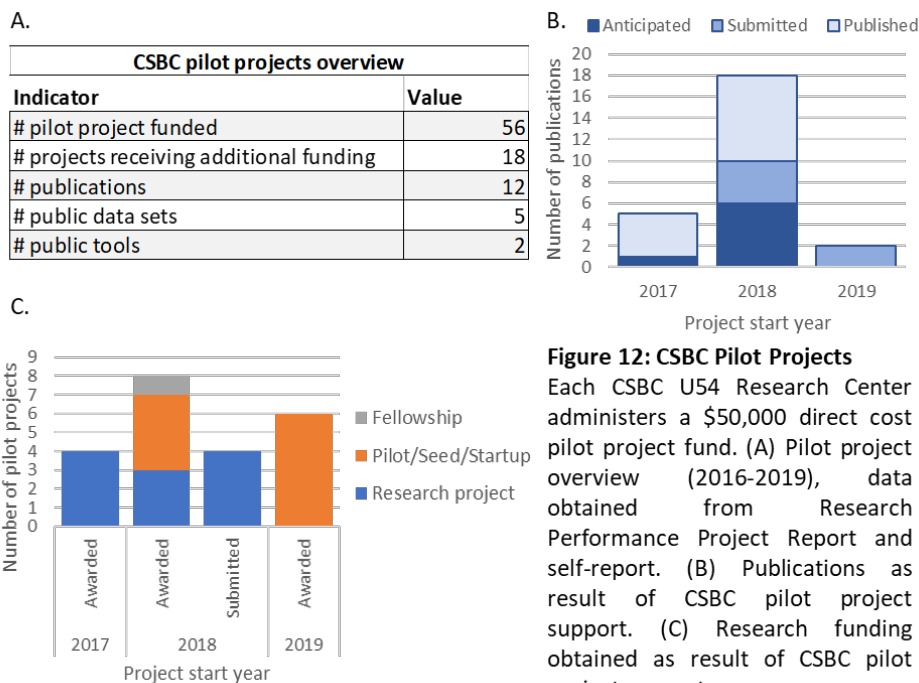 A.
CSBC pilot projects overview
Indicator Value
# pilot project funded 56
# projects receiving additional funding 18
# publications 12
# public data sets 5
# public tools 2
B.
Anticipated Submitted Published
Number of publications
20
18
16
14
12
10
8
6
4
2
0
2017 2018 2019
Project start year
C.
Number of pilot projects
9
8
7
6
5
4
3
2
1
0
Fellowship
Pilot/Seed/Startup
Research project
Awarded Awarded Submitted Awarded
2017 2018 2019
Project start year
Figure 12: CSBC Pilot Projects
Each CSBC U54 Research Center
administers a $50,000 direct cost
pilot project fund. (A) Pilot project
overview (2016-2019), data
obtained from Research
Performance Project Report and
self-report. (B) Publications as
result of CSBC pilot project
support. (C) Research funding
obtained as result of CSBC pilot